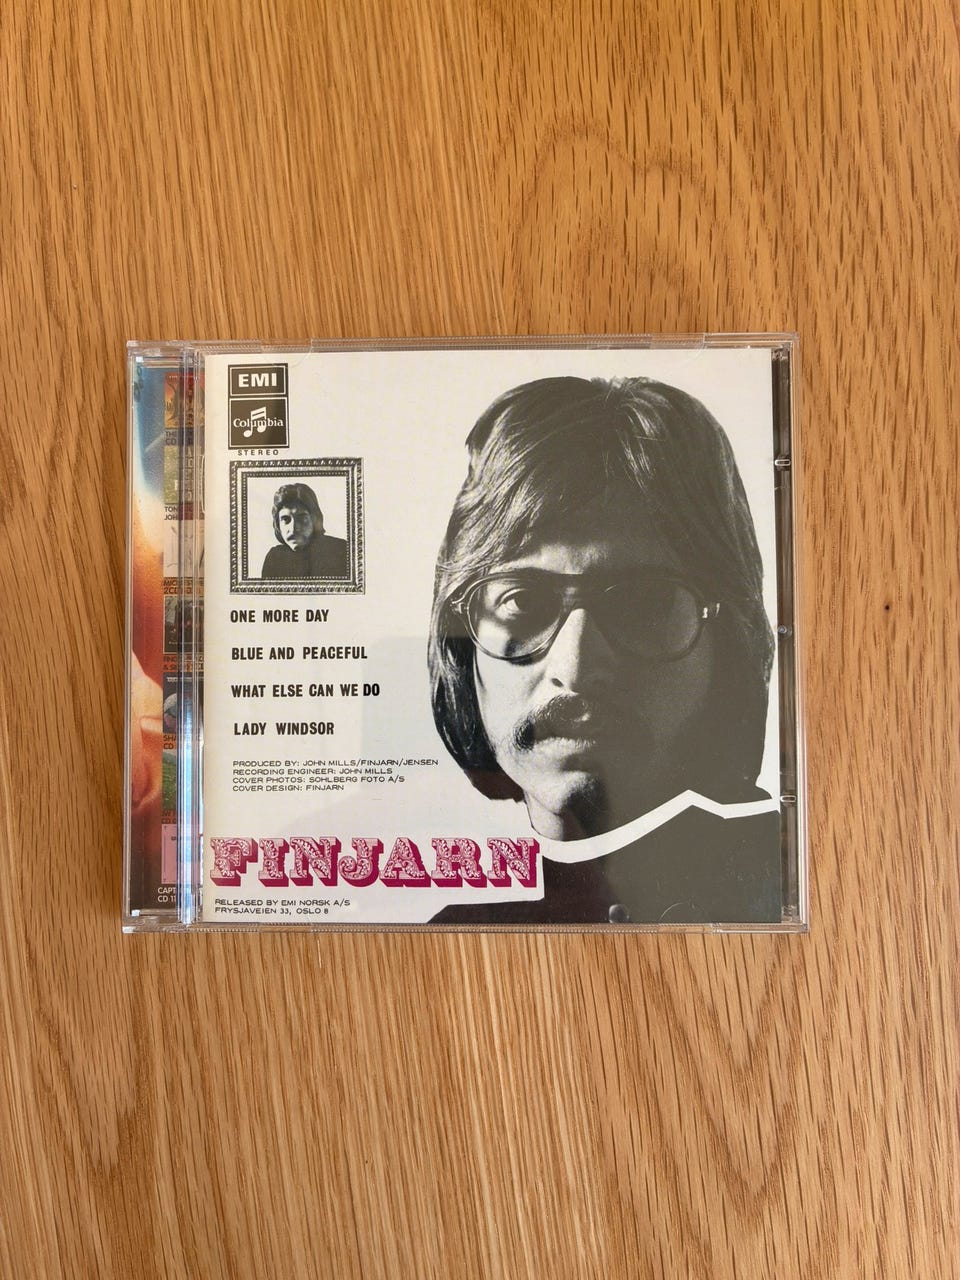 EMI
Columbia
STEREO
ONE MORE DAY
BLUE AND PEACEFUL
WHAT ELSE CAN WE DO
LADY WINDSOR
PRODUCED BY: JOHN MILLS/FINJARN/JENSEN
RECORDING ENGINEER: JOHN MILLS
COVER PHOTOS: SOHLBERG FOTO A/S
COVER DESIGN: FINJARN
FINJARN
RELEASED BY EMI NORSK A/S
FRYSJAVEIEN 33, OSLO 8